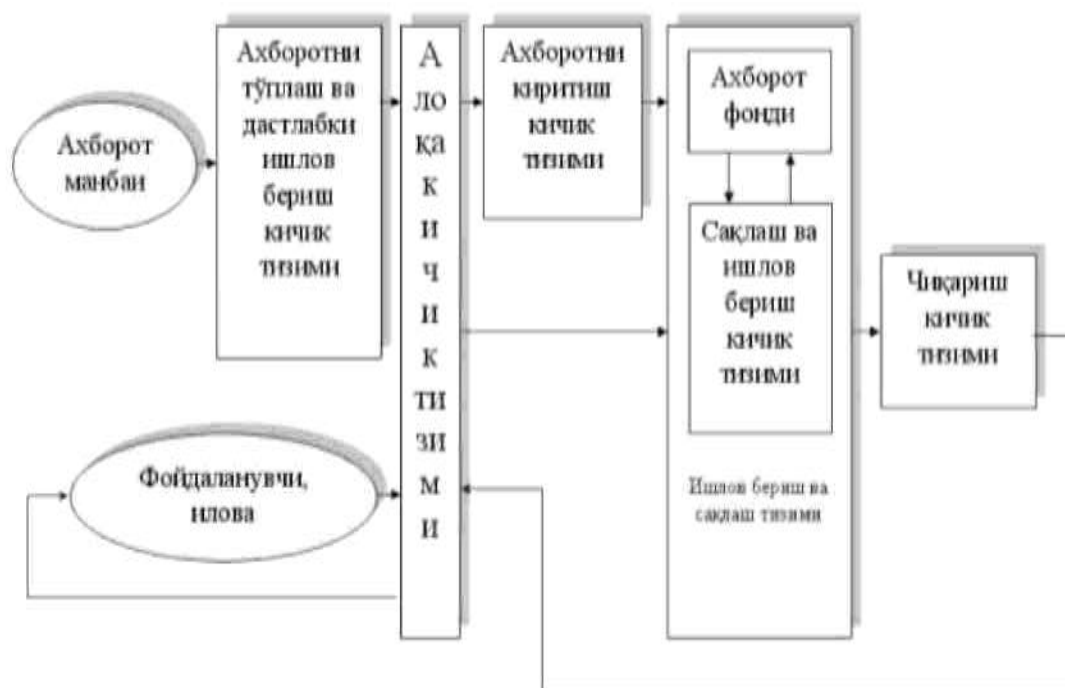 Ахборот
манбаи
Ахборотни
тўплаш ва
дастлабки
ишлов
бериш
кичик
тизими
А
ло
қа
к
и
ч
и
к
ти
зи
м
и
Ахборотни
киритиш
кичик
тизими
Ахборот
фонди
Сақлаш ва
ишлов
бериш
кичик
тизими
Ишлов бериш ва
сақлаш тизими
Чиқариш
кичик
тизими
Фойдаланувчи,
илова